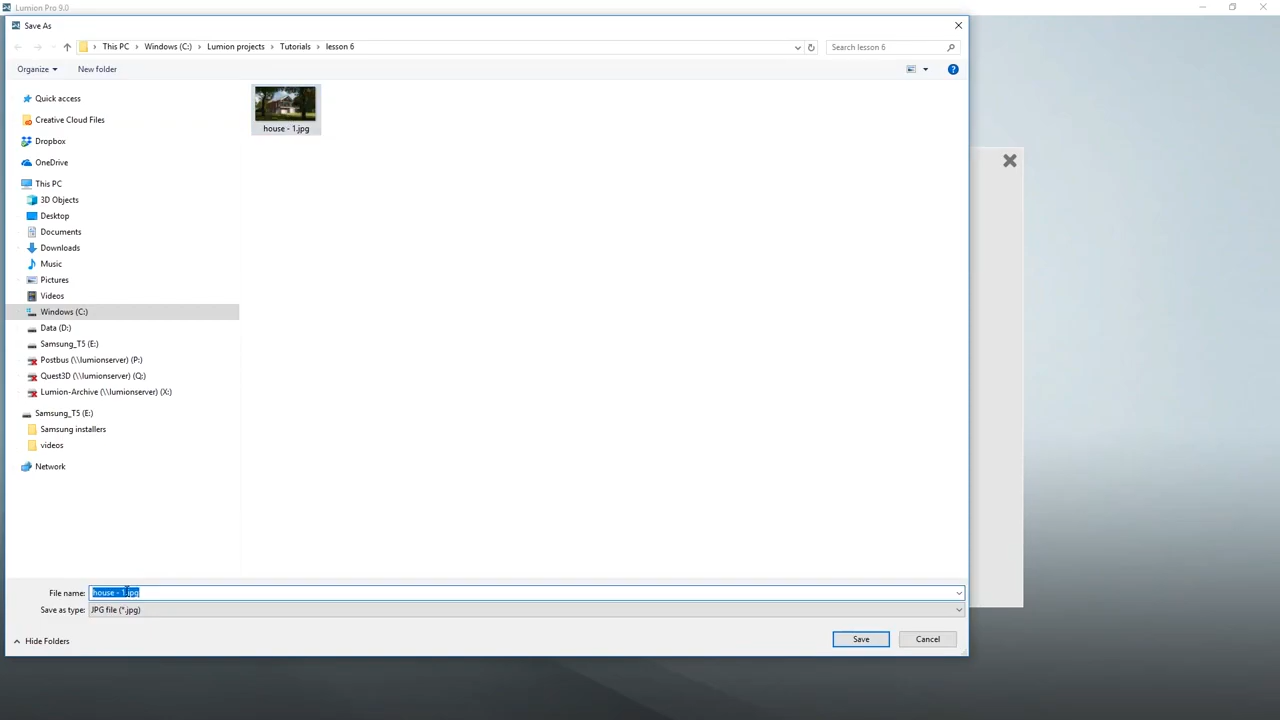 Lumion Pro 9.0
Save As
This PC > Windows (C:) > Lumion projects > Tutorials > lesson 6
Search lesson 6
Organize
New folder
Quick access
Creative Cloud Files
Dropbox
OneDrive
This PC
3D Objects
Desktop
Documents
Downloads
Music
Pictures
Videos
Windows (C:)
Data (D:)
Samsung_T5 (E:)
Postbus (\\lumionserver) (P:)
Quest3D (\\lumionserver) (Q:)
Lumion-Archive (\\lumionserver) (X:)
Samsung_T5 (E:)
Samsung installers
videos
Network
house - 1.jpg
File name: house - 1.jpg
Save as type: JPG file (*.jpg)
Hide Folders
Save
Cancel